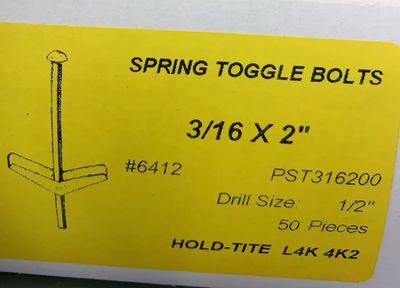 SPRING TOGGLE BOLTS
3/16 X 2"
#6412 PST316200
Drill Size: 1/2"
50 Pieces
HOLD-TITE L4K 4K2